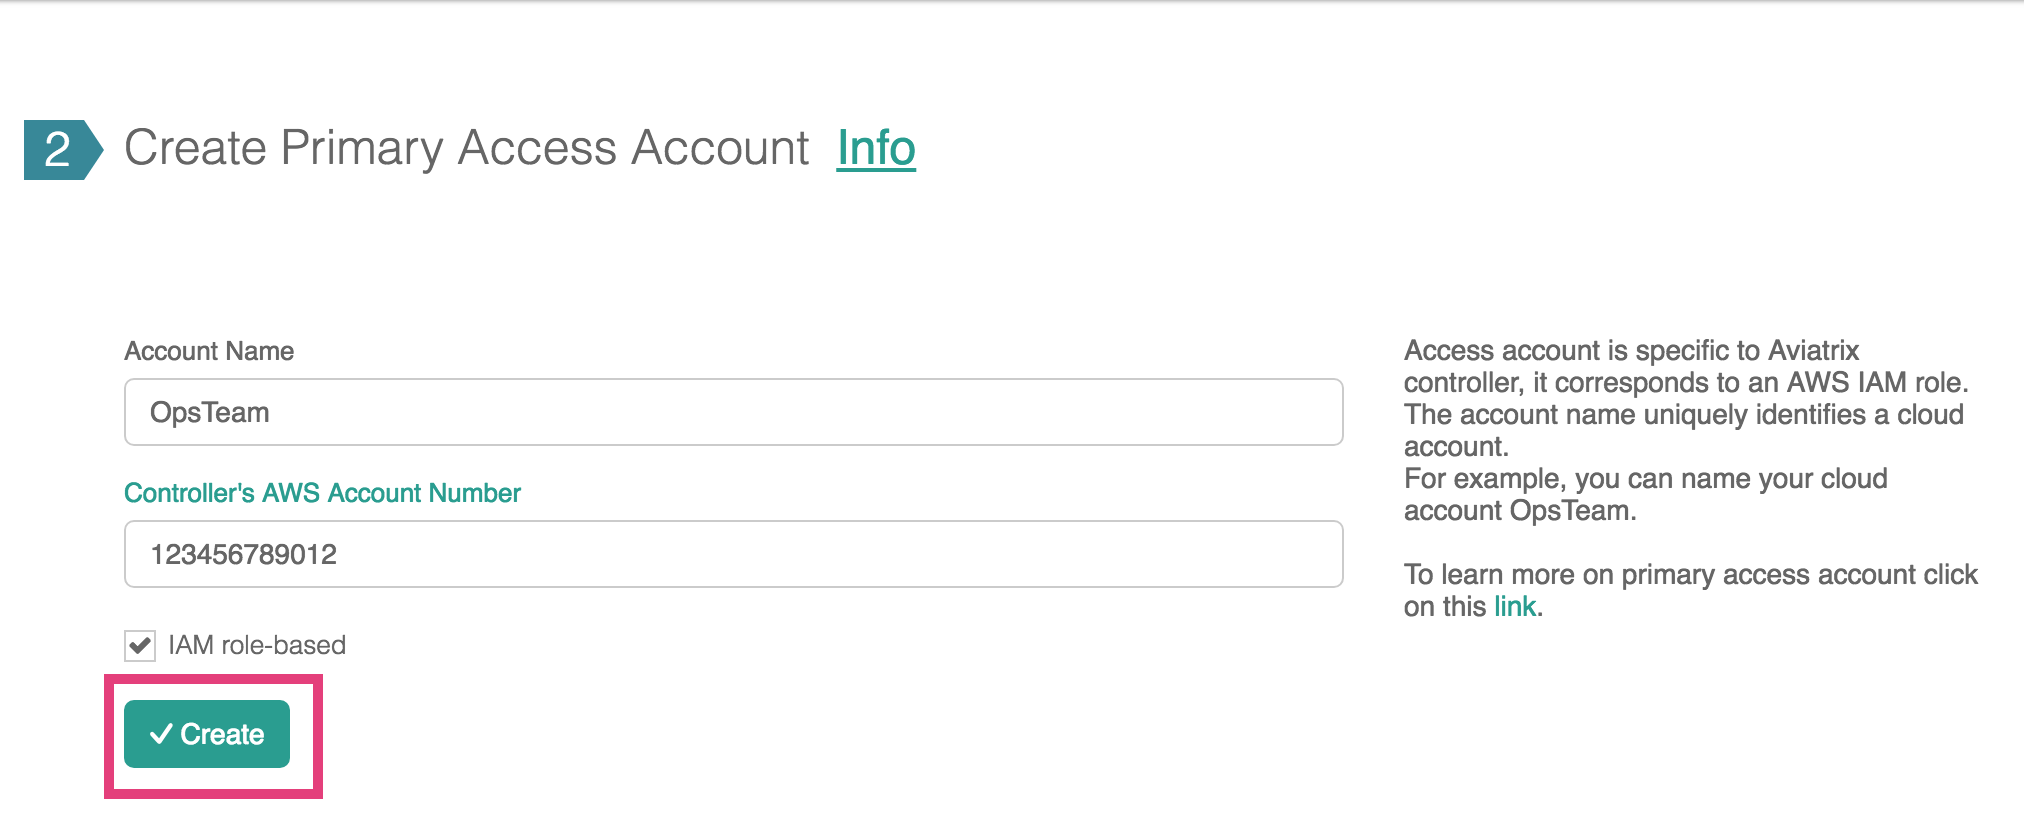 2 Create Primary Access Account Info
Account Name
OpsTeam
Controller's AWS Account Number
123456789012
IAM role-based
Create
Access account is specific to Aviatrix
controller, it corresponds to an AWS IAM role.
The account name uniquely identifies a cloud
account.
For example, you can name your cloud
account OpsTeam.
To learn more on primary access account click
on this link.